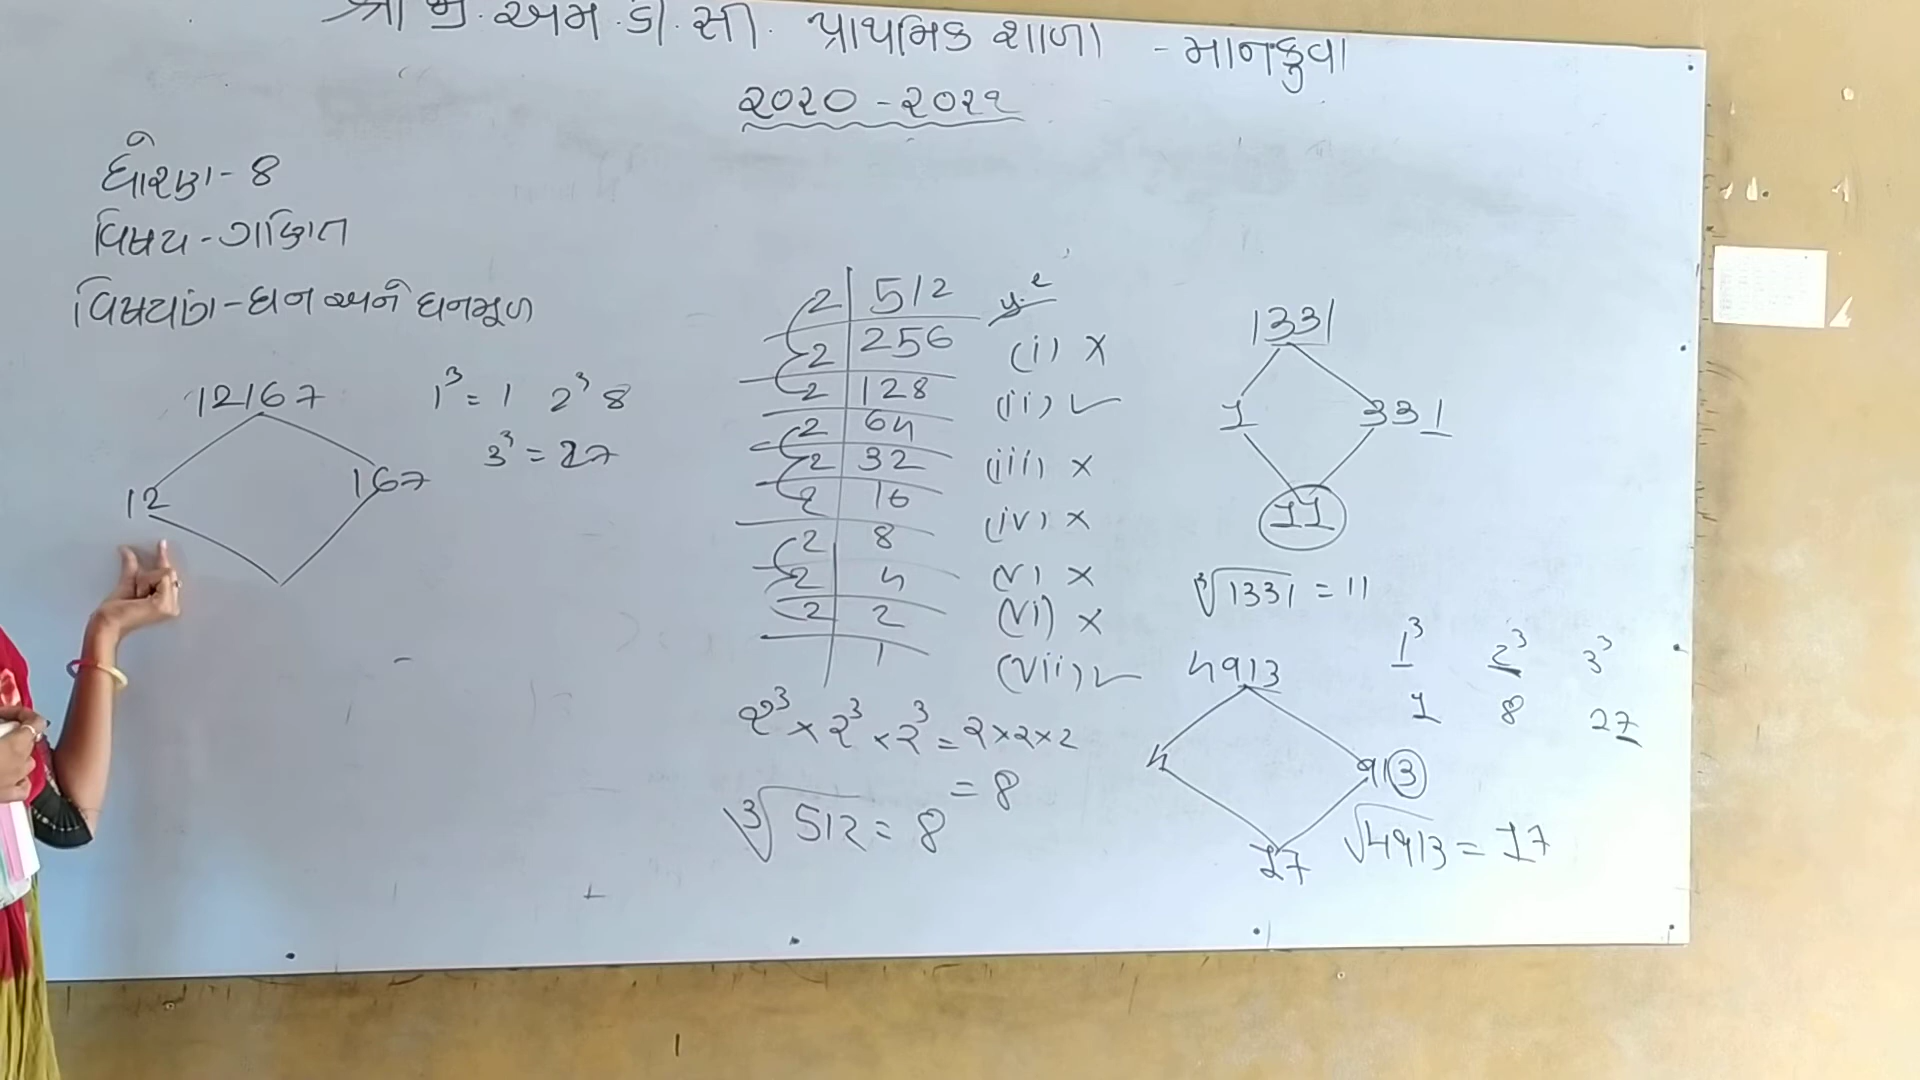 શ્રી મુ. એમ. ડી. સી. પ્રાથમિક શાળા - માનકુવા
૨૦૨૦ - ૨૦૨૧
ધોરણ - 8
વિષય - ગણિત
વિષયાંગ - ઘન અને ઘનમૂળ
12167
12
167
1³ = 1 2³ 8
3³ = 27
2 512
2 256
2 128
2 64
2 32
2 16
2 8
2 4
2 2
1
(i) ×
(ii) ✓
(iii) ×
(iv) ×
(v) ×
(vi) ×
(vii) ✓
2³ × 2³ × 2³ = 2 × 2 × 2
= 8
∛512 = 8
1331
1
331
11
∛1331 = 11
1³ 2³ 3³
1 8 27
4913
4
913
17
√4913 = 17